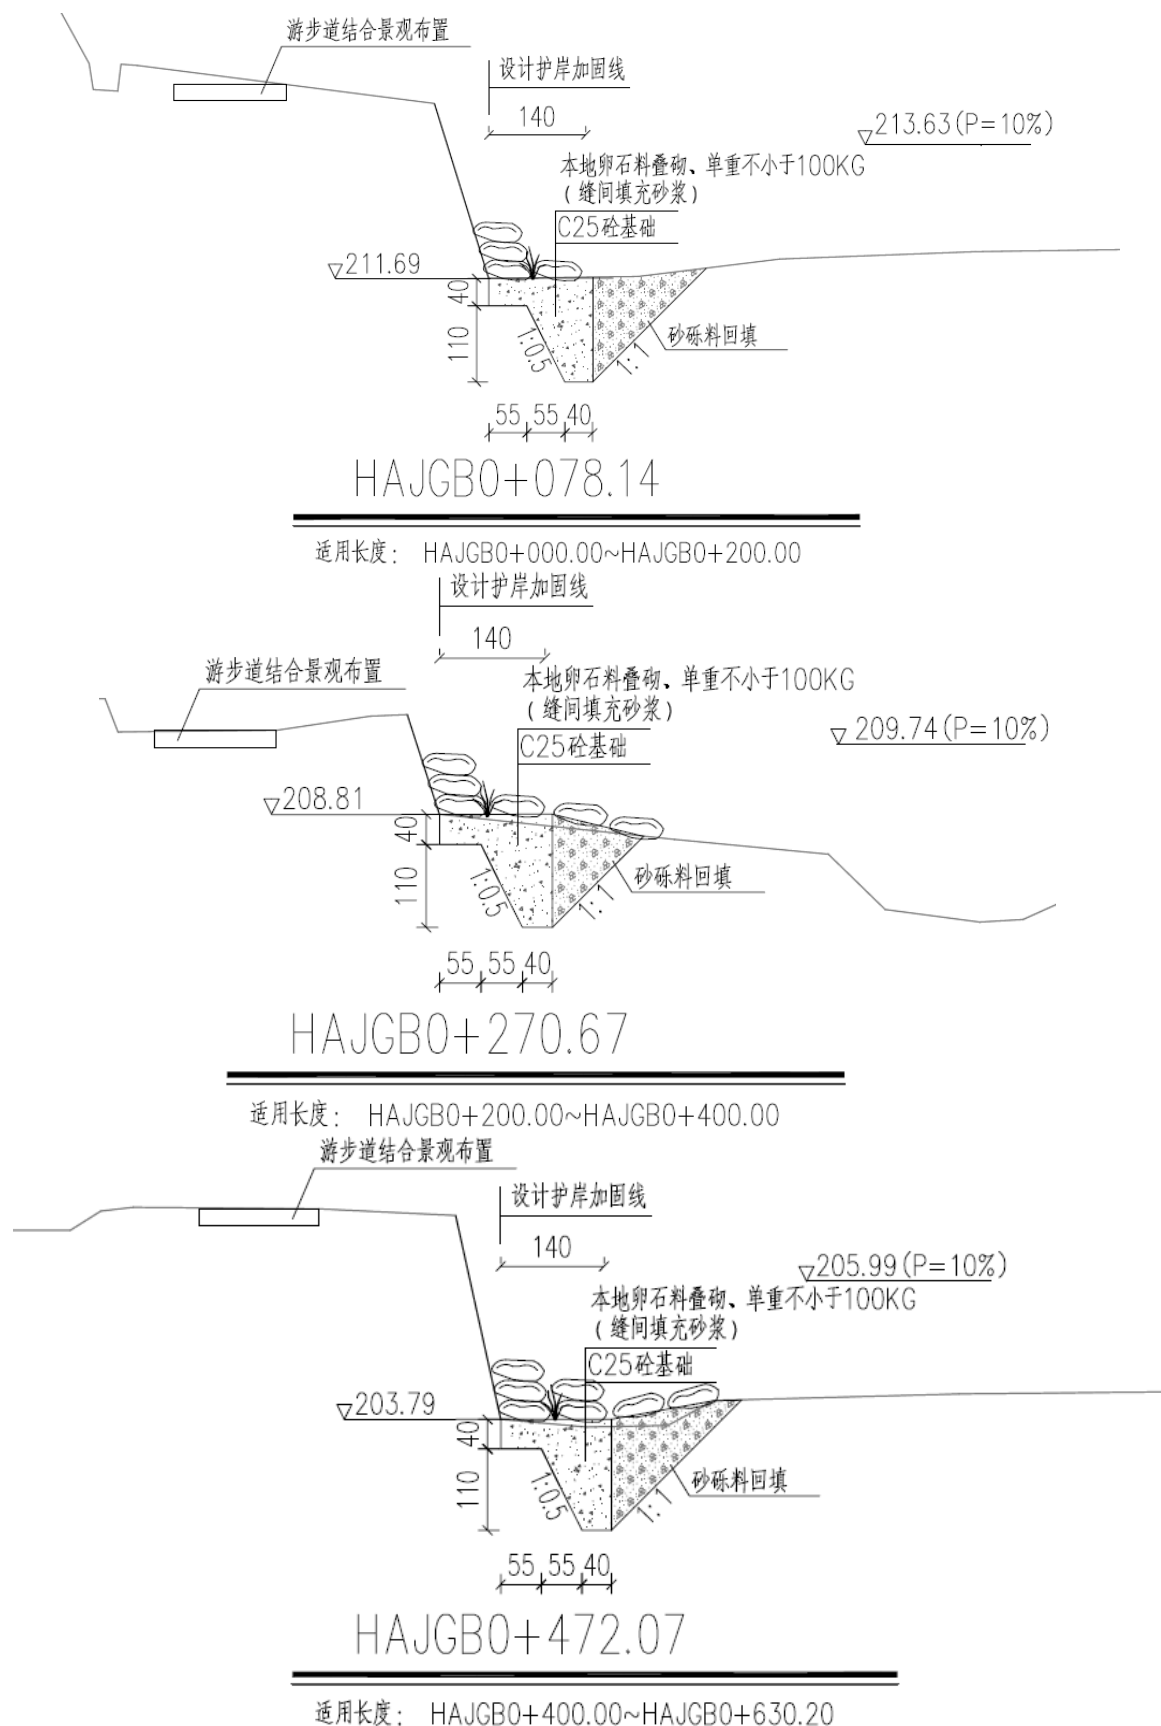 游步道结合景观布置
设计护岸加固线
140
213.63(P=10%)
本地卵石料叠砌、单重不小于100KG
(缝间填充砂浆)
C25砼基础
211.69
40
110
1:0.5
1:1
砂砾料回填
55 55 40
HAJGB0+078.14
适用长度: HAJGB0+000.00~HAJGB0+200.00
设计护岸加固线
140
游步道结合景观布置
本地卵石料叠砌、单重不小于100KG
(缝间填充砂浆)
209.74(P=10%)
C25砼基础
208.81
40
110
1:0.5
1:1
砂砾料回填
55 55 40
HAJGB0+270.67
适用长度: HAJGB0+200.00~HAJGB0+400.00
游步道结合景观布置
设计护岸加固线
140
205.99(P=10%)
本地卵石料叠砌、单重不小于100KG
(缝间填充砂浆)
C25砼基础
203.79
40
110
1:0.5
1:1
砂砾料回填
55 55 40
HAJGB0+472.07
适用长度: HAJGB0+400.00~HAJGB0+630.20